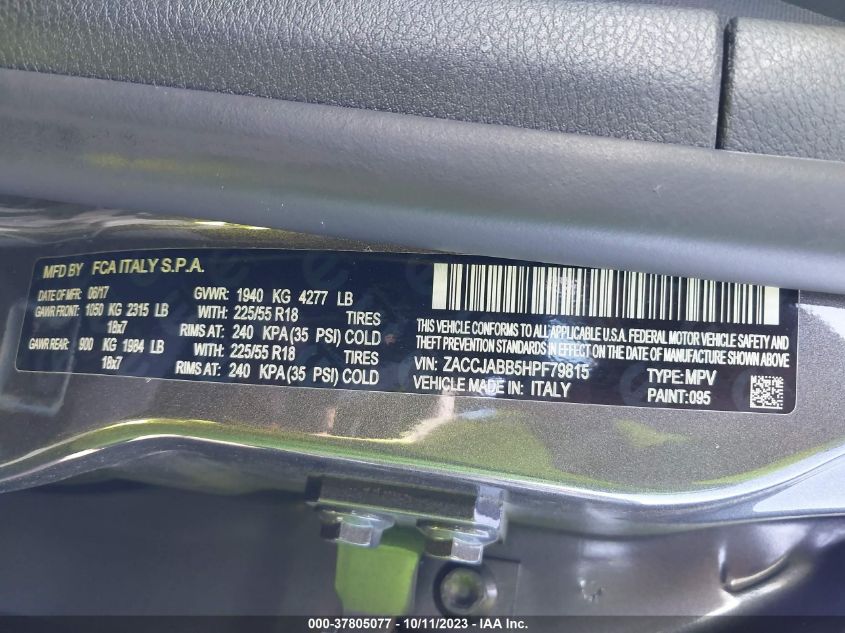 MFD BY FCA ITALY S.P.A.
DATE OF MFR: 06/17 GVWR: 1940 KG 4277 LB
GAWR FRONT: 1050 KG 2315 LB WITH: 225/55 R18 TIRES
18x7 RIMS AT: 240 KPA(35 PSI) COLD
GAWR REAR: 900 KG 1984 LB WITH: 225/55 R18 TIRES
18x7 RIMS AT: 240 KPA(35 PSI) COLD
THIS VEHICLE CONFORMS TO ALL APPLICABLE U.S.A. FEDERAL MOTOR VEHICLE SAFETY AND
THEFT PREVENTION STANDARDS IN EFFECT ON THE DATE OF MANUFACTURE SHOWN ABOVE
VIN: ZACCJABB5HPF79815 TYPE: MPV
VEHICLE MADE IN: ITALY PAINT: 095
000-37805077 - 10/11/2023 - IAAI Inc.